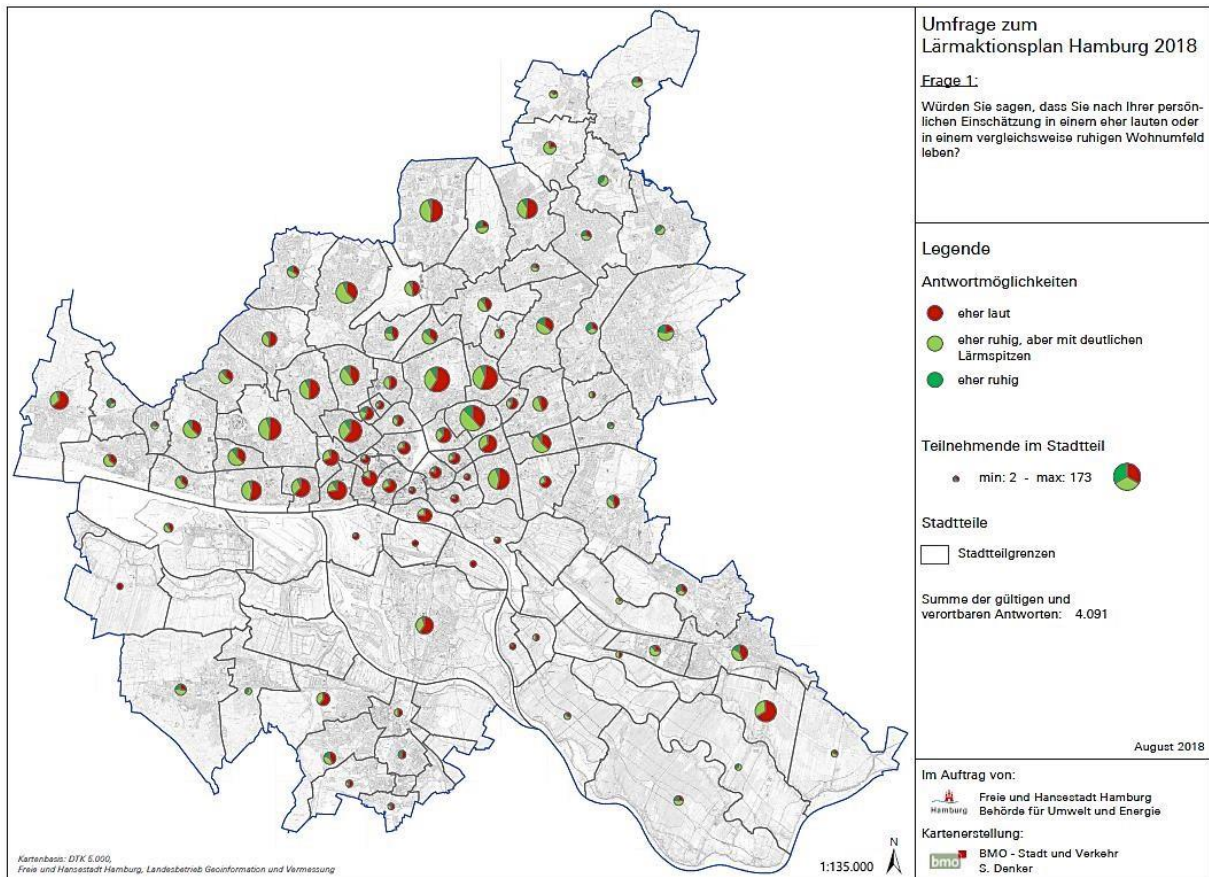 Umfrage zum
Lärmaktionsplan Hamburg 2018
Frage 1:
Würden Sie sagen, dass Sie nach Ihrer persön-
lichen Einschätzung in einem eher lauten oder
in einem vergleichsweise ruhigen Wohnumfeld
leben?
Legende
Antwortmöglichkeiten
eher laut
eher ruhig, aber mit deutlichen
Lärmspitzen
eher ruhig
Teilnehmende im Stadtteil
min: 2 - max: 173
Stadtteile
Stadtteilgrenzen
Summe der gültigen und
verortbaren Antworten: 4.091
August 2018
Im Auftrag von:
Hamburg
Freie und Hansestadt Hamburg
Behörde für Umwelt und Energie
Kartenerstellung:
bmo
BMO - Stadt und Verkehr
S. Denker
N
1:135.000
Kartenbasis: DTK 5.000,
Freie und Hansestadt Hamburg, Landesbetrieb Geoinformation und Vermessung